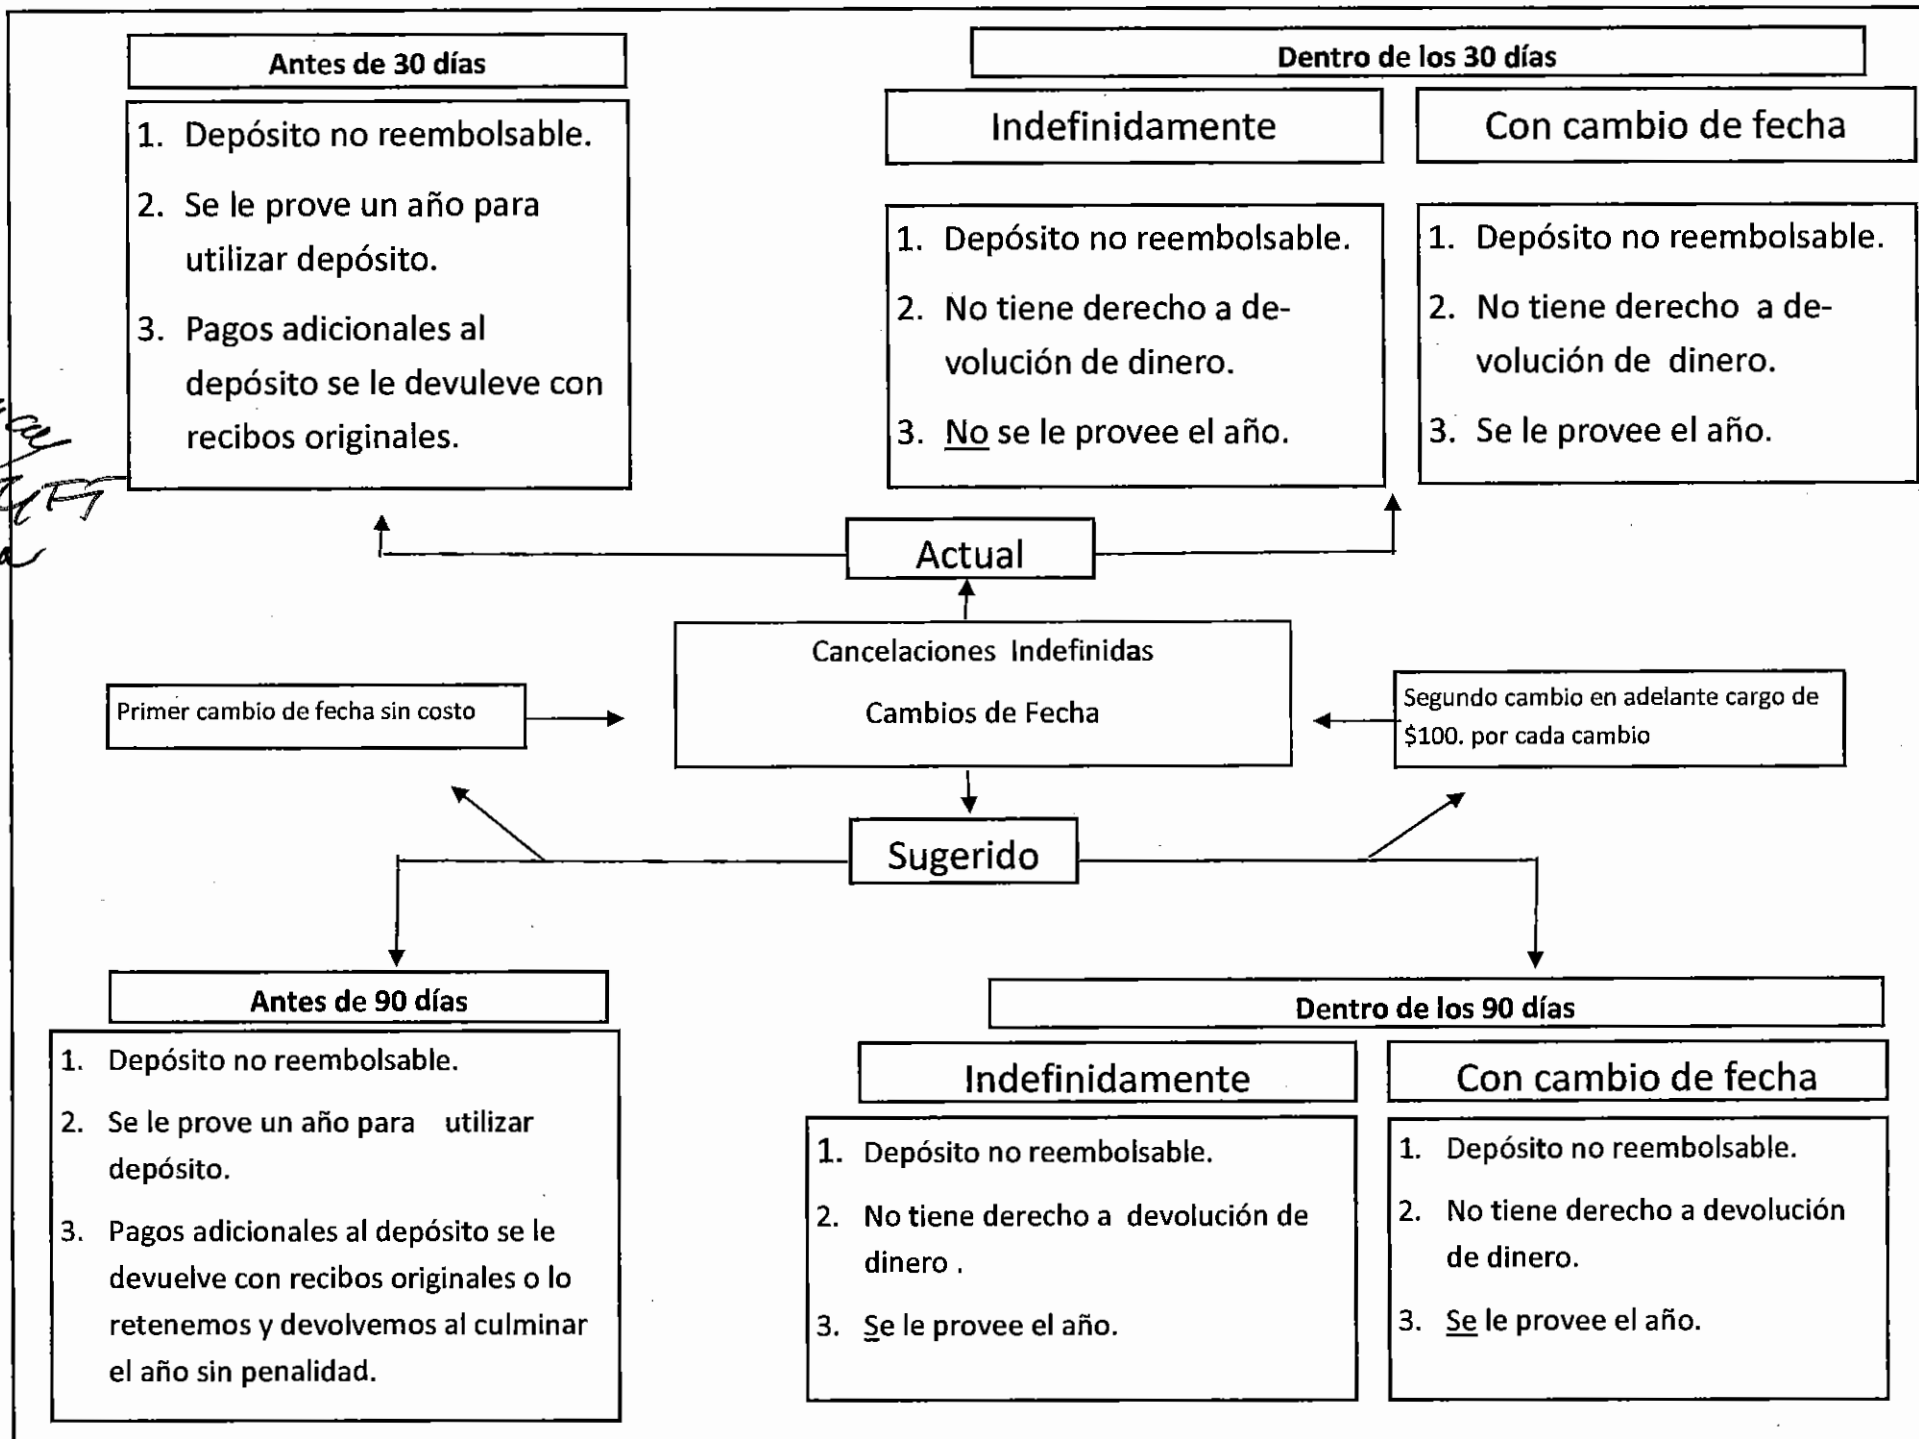 Antes de 30 días
1. Depósito no reembolsable.
2. Se le prove un año para
utilizar depósito.
3. Pagos adicionales al
depósito se le devuleve con
recibos originales.
Dentro de los 30 días
Indefinidamente
1. Depósito no reembolsable.
2. No tiene derecho a de-
volución de dinero.
3. No se le provee el año.
Con cambio de fecha
1. Depósito no reembolsable.
2. No tiene derecho a de-
volución de dinero.
3. Se le provee el año.
Actual
Cancelaciones Indefinidas
Cambios de Fecha
Primer cambio de fecha sin costo
Segundo cambio en adelante cargo de
$100. por cada cambio
Sugerido
Antes de 90 días
1. Depósito no reembolsable.
2. Se le prove un año para utilizar
depósito.
3. Pagos adicionales al depósito se le
devuelve con recibos originales o lo
retenemos y devolvemos al culminar
el año sin penalidad.
Dentro de los 90 días
Indefinidamente
1. Depósito no reembolsable.
2. No tiene derecho a devolución de
dinero .
3. Se le provee el año.
Con cambio de fecha
1. Depósito no reembolsable.
2. No tiene derecho a devolución
de dinero.
3. Se le provee el año.